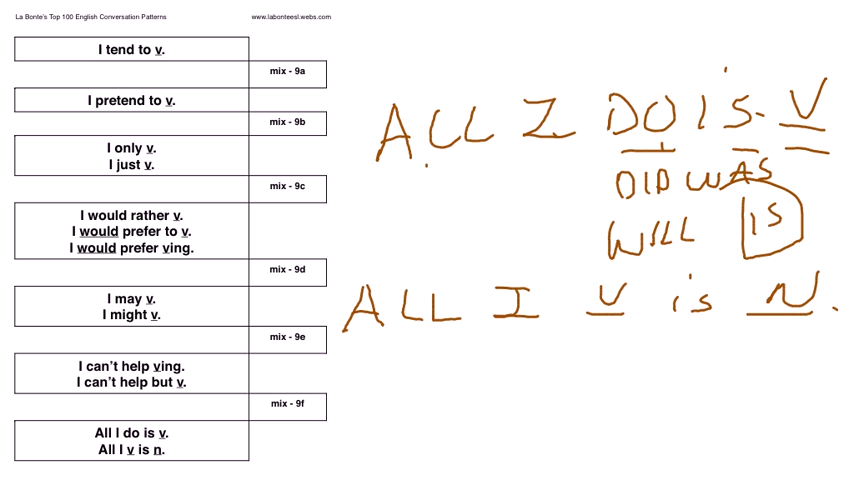 La Bonte's Top 100 English Conversation Patterns
www.labonteesl.webs.com
I tend to v.
mix - 9a
I pretend to v.
mix - 9b
I only v.
I just v.
mix - 9c
I would rather v.
I would prefer to v.
I would prefer ving.
mix - 9d
I may v.
I might v.
mix - 9e
I can't help ving.
I can't help but v.
mix - 9f
All I do is v.
All I v is n.
ALL I DO IS V
DID WAS
WILL IS
ALL I V is N.